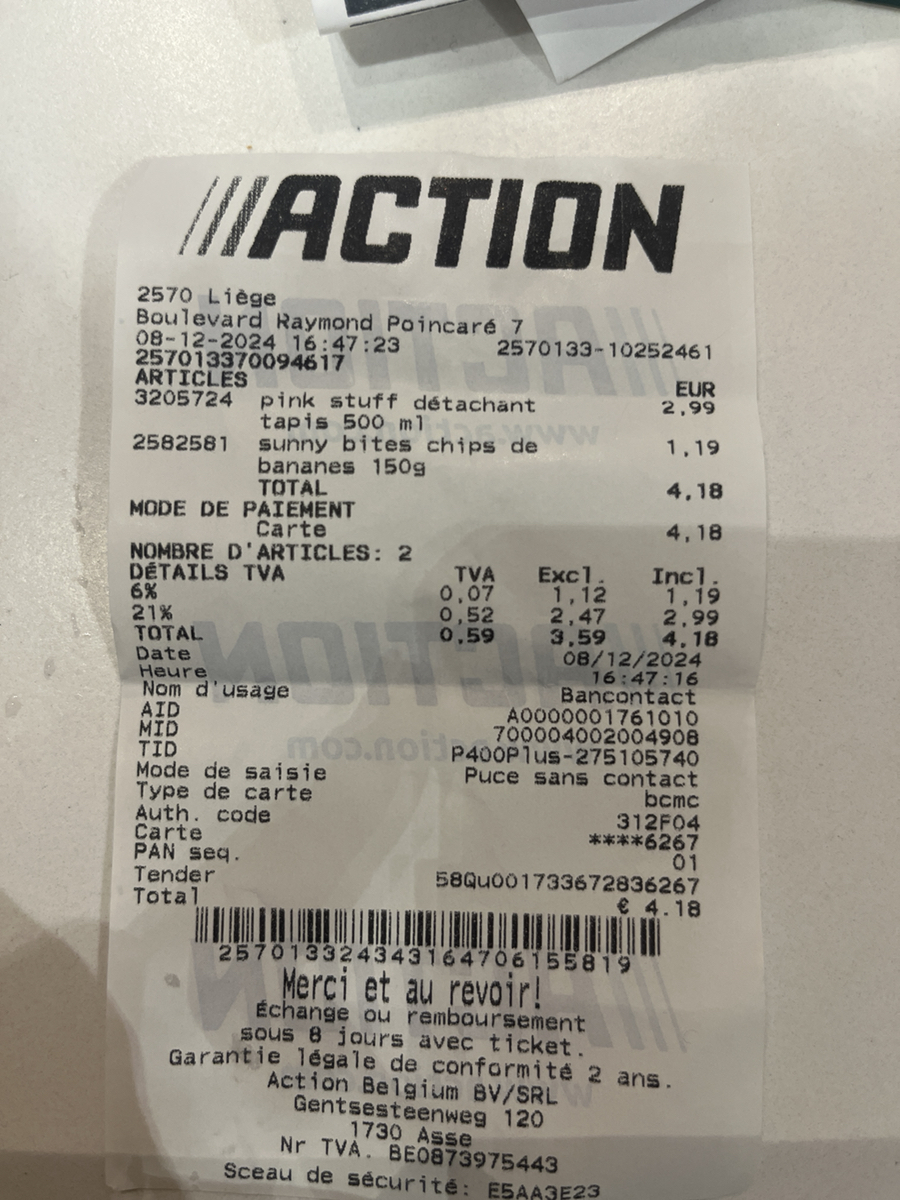 ACTION
2570 Liège
Boulevard Raymond Poincaré 7
08-12-2024 16:47:23 2570133-10252461
257013370094617
ARTICLES EUR
3205724 pink stuff détachant 2,99
tapis 500 ml
2582581 sunny bites chips de 1,19
bananes 150g
TOTAL 4,18
MODE DE PAIEMENT
Carte 4,18
NOMBRE D'ARTICLES: 2
DÉTAILS TVA TVA Excl. Incl.
6% 0,07 1,12 1,19
21% 0,52 2,47 2,99
TOTAL 0,59 3,59 4,18
Date 08/12/2024
Heure 16:47:16
Nom d'usage Bancontact
AID A0000001761010
MID 700004002004908
TID P400Plus-275105740
Mode de saisie Puce sans contact
Type de carte bcmc
Auth. code 312F04
Carte ****6267
PAN seq. 01
Tender 58Qu001733672836267
Total € 4.18
2570133243431647061 55819
Merci et au revoir!
Échange ou remboursement
sous 8 jours avec ticket.
Garantie légale de conformité 2 ans.
Action Belgium BV/SRL
Gentsesteenweg 120
1730 Asse
Nr TVA. BE0873975443
Sceau de sécurité: E5AA3E23